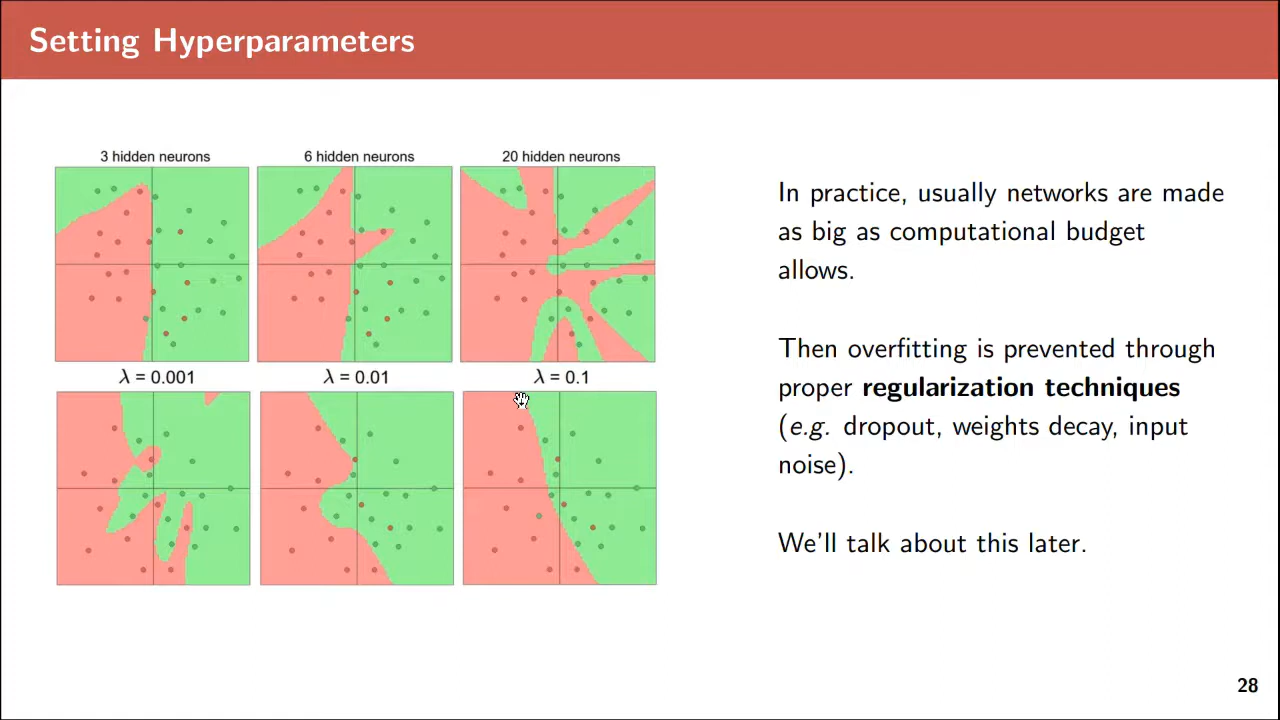 Setting Hyperparameters
3 hidden neurons
6 hidden neurons
20 hidden neurons
λ = 0.001
λ = 0.01
λ = 0.1
In practice, usually networks are made
as big as computational budget
allows.
Then overfitting is prevented through
proper regularization techniques
(e.g. dropout, weights decay, input
noise).
We'll talk about this later.
28